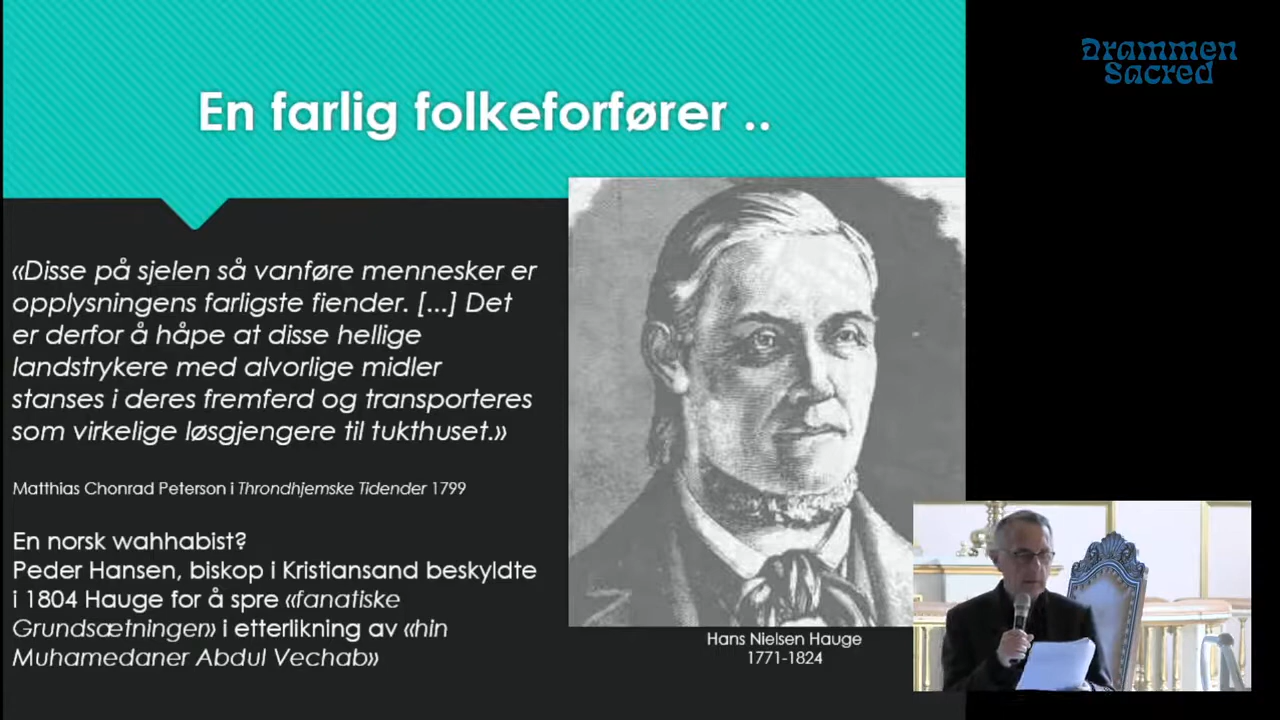 En farlig folkeforfører ..
Drammen
Sacred
«Disse på sjelen så vanføre mennesker er
opplysningens farligste fiender. [...] Det
er derfor å håpe at disse hellige
landstrykere med alvorlige midler
stanses i deres fremferd og transporteres
som virkelige løsgjengere til tukthuset.»
Matthias Chonrad Peterson i Throndhjemske Tidender 1799
En norsk wahhabist?
Peder Hansen, biskop i Kristiansand beskyldte
i 1804 Hauge for å spre «fanatiske
Grundsætningen» i etterlikning av «hin
Muhamedaner Abdul Vechab»
Hans Nielsen Hauge
1771-1824